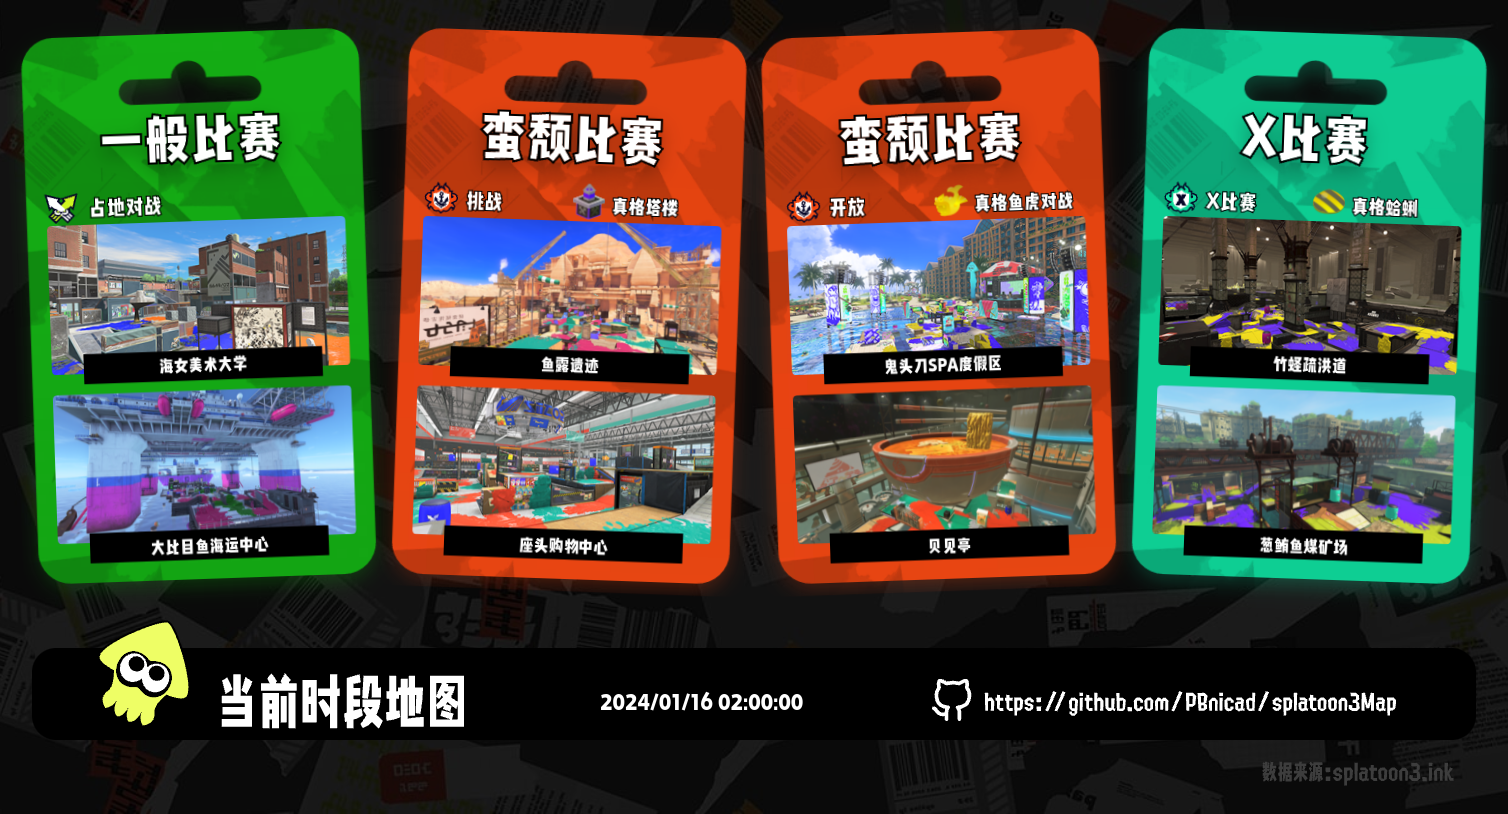 一般比赛
占地对战
海女美术大学
大比目鱼海运中心
蛮颓比赛
挑战
真格塔楼
鱼露遗迹
座头购物中心
蛮颓比赛
开放
真格鱼虎对战
鬼头刀SPA度假区
贝见亭
X比赛
X比赛
真格蛤蜊
竹蛏疏洪道
葱鲔鱼煤矿场
当前时段地图
2024/01/16 02:00:00
https://github.com/PBnicad/splatoon3Map
数据来源:splatoon3.ink